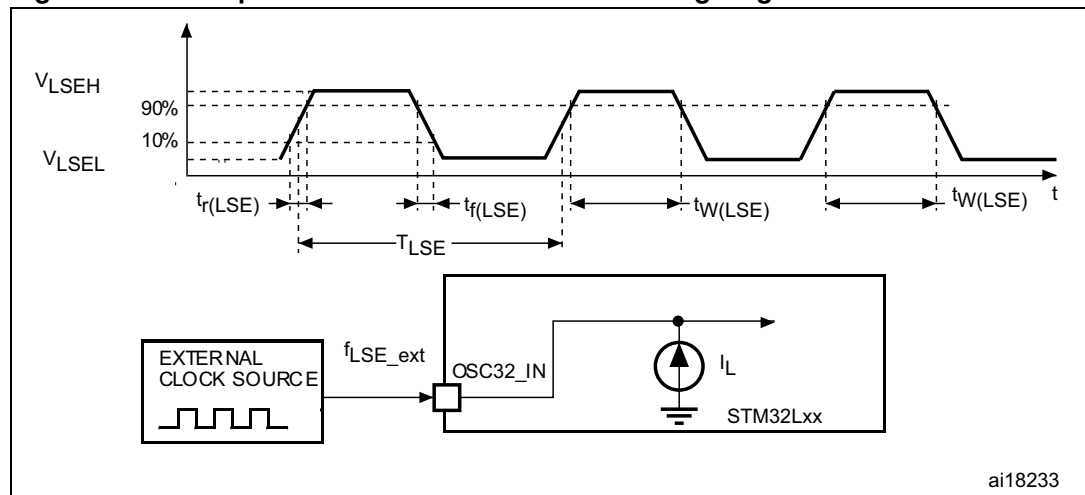 V_LSEH
90%
10%
V_LSEL
t_r(LSE)
t_f(LSE)
t_W(LSE)
t_W(LSE)
t
T_LSE
f_LSE_ext
EXTERNAL
CLOCK SOURCE
OSC32_IN
I_L
STM32Lxx
ai18233